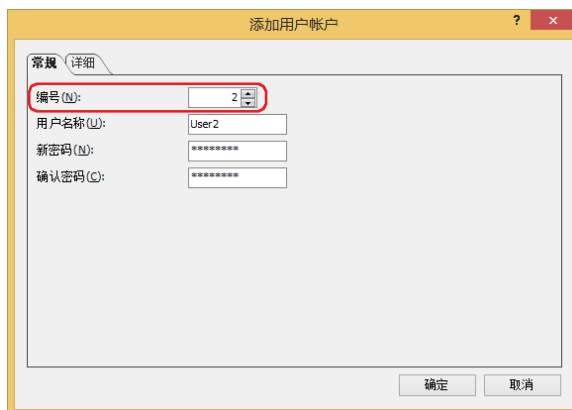 添加用户帐户
? ×
常规 详细
编号(N): 2
用户名称(U): User2
新密码(N): ********
确认密码(C): ********
确定 取消